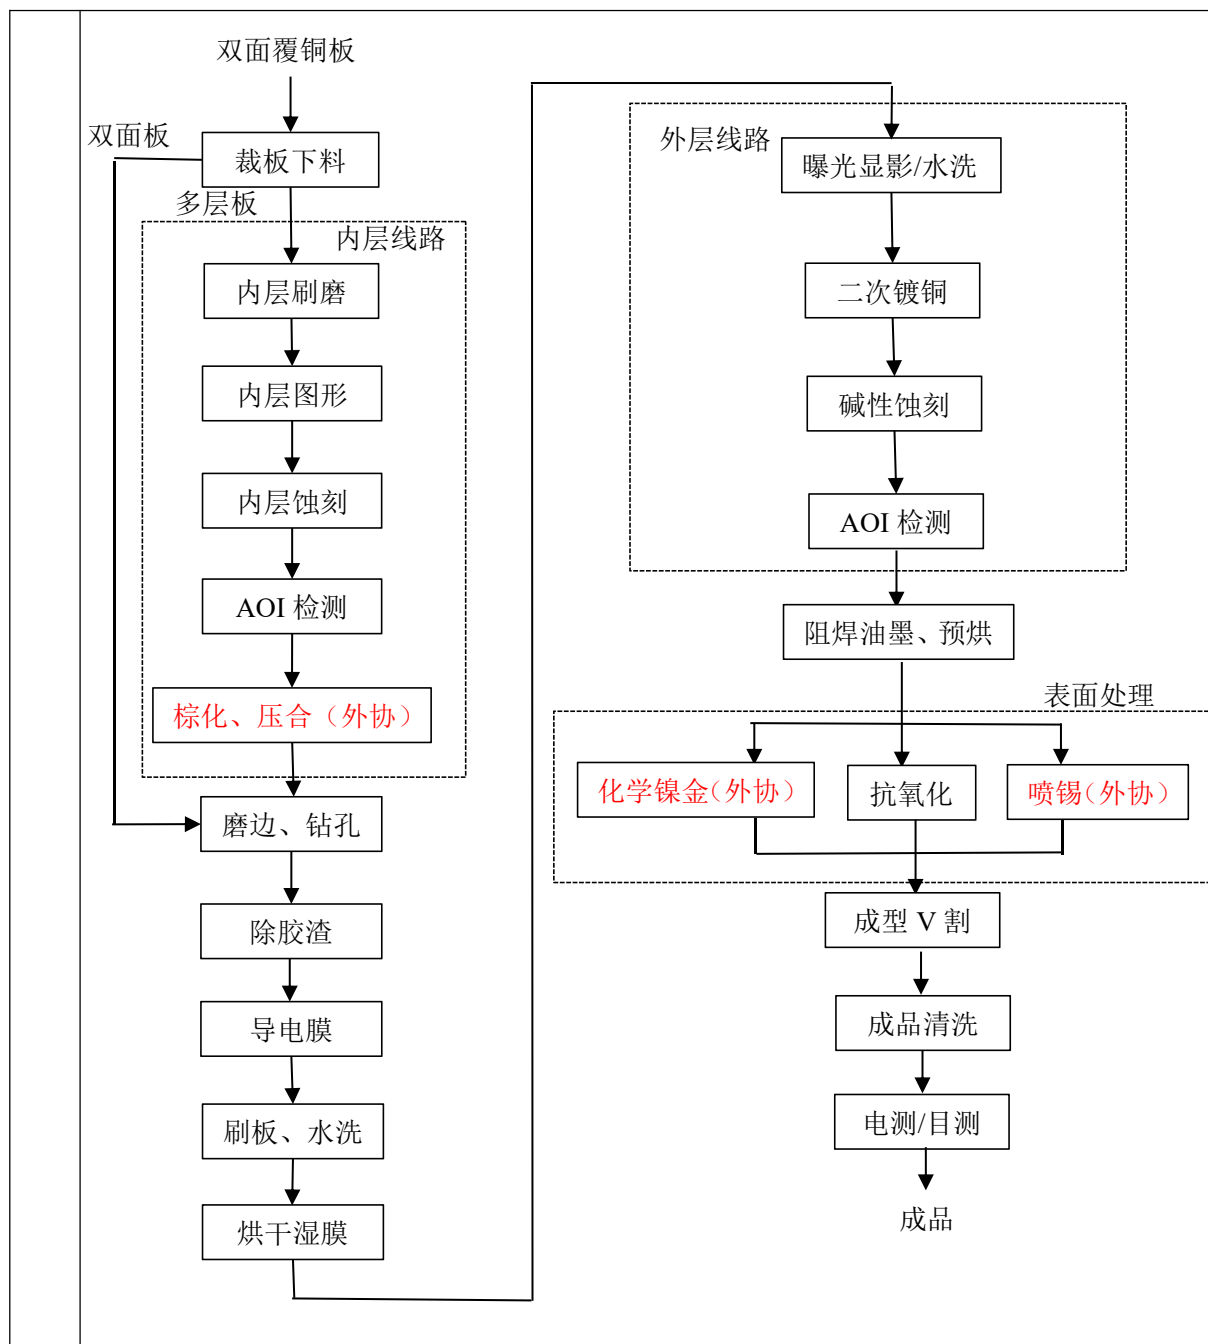 双面覆铜板
双面板
裁板下料
多层板
内层线路
内层刷磨
内层图形
内层蚀刻
AOI 检测
棕化、压合（外协）
磨边、钻孔
除胶渣
导电膜
刷板、水洗
烘干湿膜
外层线路
曝光显影/水洗
二次镀铜
碱性蚀刻
AOI 检测
阻焊油墨、预烘
表面处理
化学镍金（外协）
抗氧化
喷锡（外协）
成型 V 割
成品清洗
电测/目测
成品